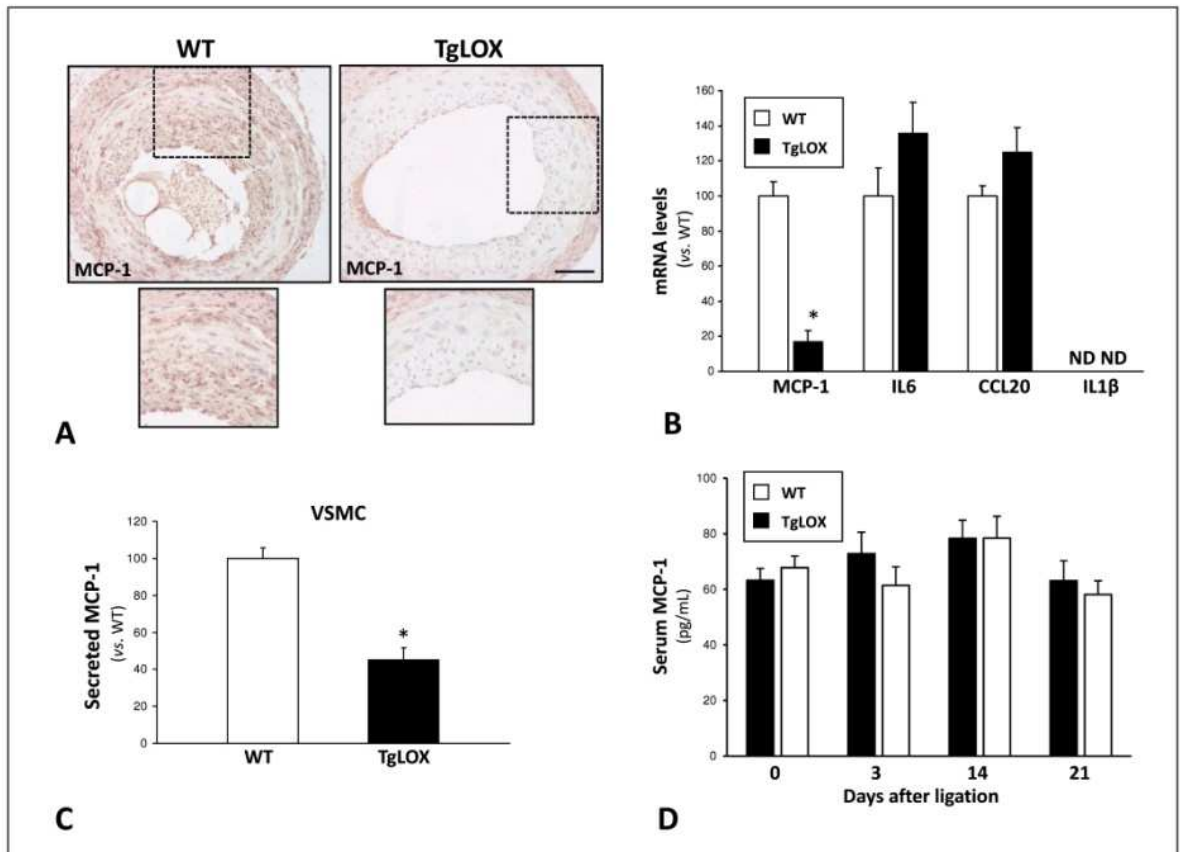 WT
TgLOX
MCP-1
MCP-1
A
160
140
120
100
80
60
40
20
0
mRNA levels
(vs. WT)
WT
TgLOX
*
ND ND
MCP-1 IL6 CCL20 IL1β
B
VSMC
120
100
80
60
40
20
0
Secreted MCP-1
(vs. WT)
*
WT TgLOX
C
100
80
60
40
20
0
Serum MCP-1
(pg/mL)
WT
TgLOX
0 3 14 21
Days after ligation
D